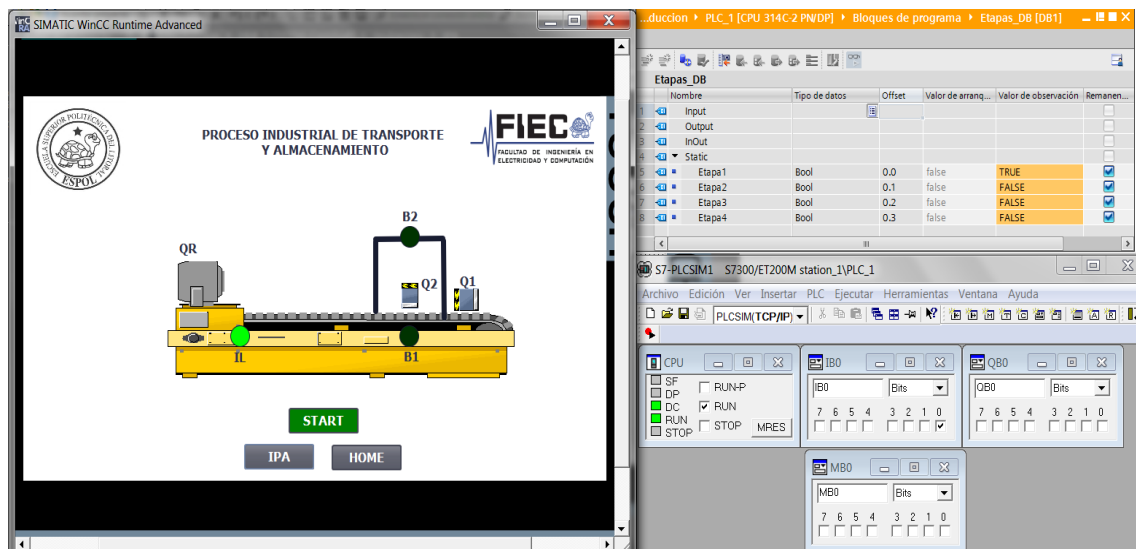 SIMATIC WinCC Runtime Advanced
ESCUELA SUPERIOR POLITECNICA DEL LITORAL
ESPOL
PROCESO INDUSTRIAL DE TRANSPORTE
Y ALMACENAMIENTO
FIEC
FACULTAD DE INGENIERÍA EN
ELECTRICIDAD Y COMPUTACIÓN
B2
QR
Q2
Q1
IL
B1
START
IPA
HOME
...duccion PLC_1 [CPU 314C-2 PN/DP] Bloques de programa Etapas_DB [DB1]
Etapas_DB
Nombre Tipo de datos Offset Valor de arranq... Valor de observación Remanen...
1 Input
2 Output
3 InOut
4 Static
5 Etapa1 Bool 0.0 false TRUE
6 Etapa2 Bool 0.1 false FALSE
7 Etapa3 Bool 0.2 false FALSE
8 Etapa4 Bool 0.3 false FALSE
S7-PLCSIM1 S7300/ET200M station_1\PLC_1
Archivo Edición Ver Insertar PLC Ejecutar Herramientas Ventana Ayuda
PLCSIM(TCP/IP)
CPU
SF
DP
DC
RUN
STOP
RUN-P
RUN
STOP
MRES
IB0
IB0 Bits
7 6 5 4 3 2 1 0
QB0
QB0 Bits
7 6 5 4 3 2 1 0
MB0
MB0 Bits
7 6 5 4 3 2 1 0